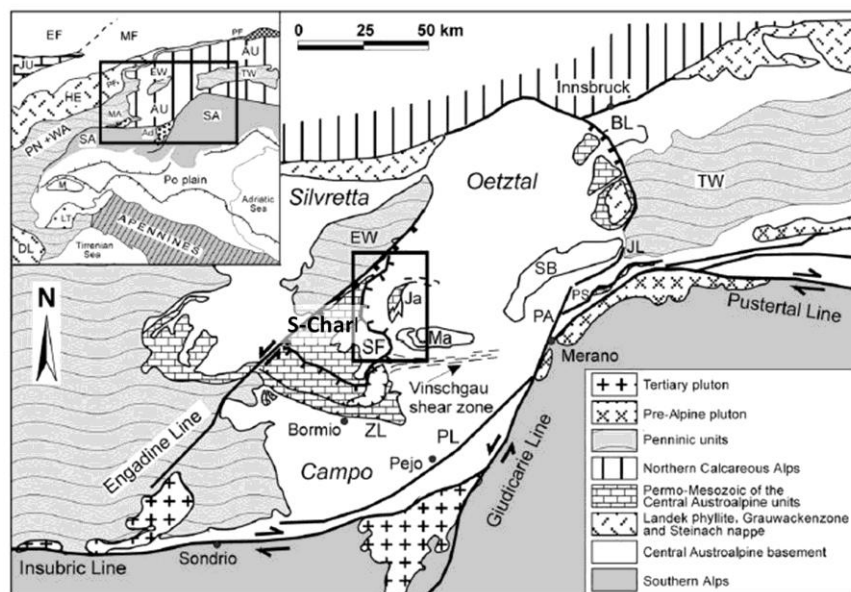 EF
MF
PF
JU
AU
EW
TW
HE
PF
AU
MA
SA
Ad
SA
PN + WA
M
Po plain
LT
Adriatic
Sea
APENNINES
DL
Tirrenian
Sea
0 25 50 km
Innsbruck
BL
Oetztal
Silvretta
TW
EW
N
JL
SB
Ja
PS
S-Charl
PA
Pustertal Line
Ma
SF
Merano
Vinschgau
shear zone
Engadine Line
Bormio
ZL
PL
Pejo
Campo
Giudicarie Line
Sondrio
Insubric Line
Tertiary pluton
Pre-Alpine pluton
Penninic units
Northern Calcareous Alps
Permo-Mesozoic of the
Central Austroalpine
units
Landek phyllite, Grauwackenzone
and Steinach nappe
Central Austroalpine basement
Southern Alps